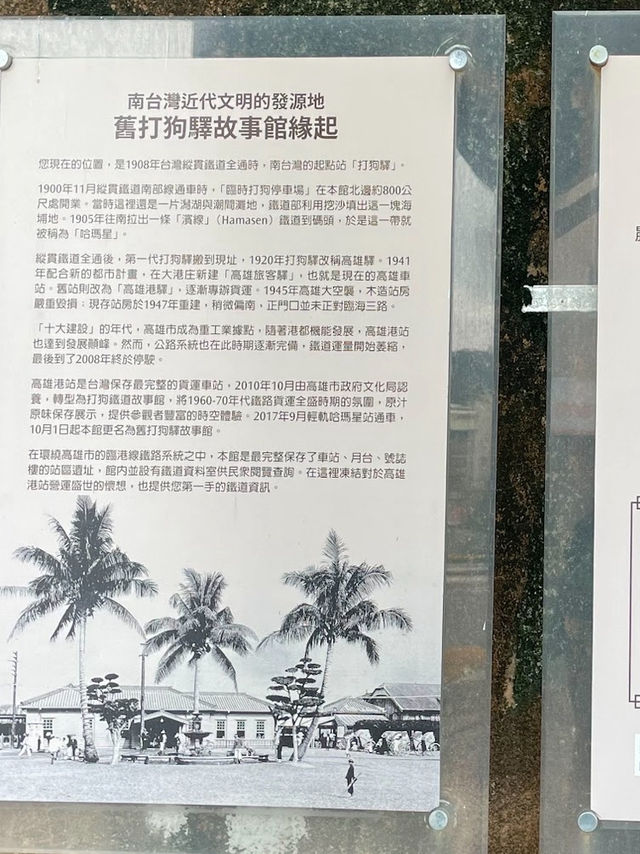 南台灣近代文明的發源地
舊打狗驛故事館緣起
您現在的位置，是1908年台灣縱貫鐵道全通時，南台灣的起點站「打狗驛」。
1900年11月縱貫鐵道南部線通車時，「臨時打狗停車場」在本館北邊約800公
尺處開業。當時這裡還是一片潟湖與潮間灘地，鐵道部利用挖沙填出這一塊海
埔地。1905年往南拉出一條「濱線」（Hamasen）鐵道到碼頭，於是這一帶就
被稱為「哈瑪星」。
縱貫鐵道全通後，第一代打狗驛搬到現址，1920年打狗驛改稱高雄驛。1941
年配合新的都市計畫，在大港庄新建「高雄旅客驛」，也就是現在的高雄車
站。舊站則改為「高雄港驛」，逐漸專辦貨運。1945年高雄大空襲，木造站房
嚴重毀損；現存站房於1947年重建，稍微偏南，正門口並未正對臨海三路。
「十大建設」的年代，高雄市成為重工業據點，隨著港都機能發展，高雄港站
也達到發展顛峰。然而，公路系統也在此時期逐漸完備，鐵道運量開始萎縮，
最後到了2008年終於停駛。
高雄港站是台灣保存最完整的貨運車站，2010年10月由高雄市政府文化局認
養，轉型為打狗鐵道故事館，將1960-70年代鐵路貨運全盛時期的氛圍，原汁
原味保存展示，提供參觀者豐富的時空體驗。2017年9月輕軌哈瑪星站通車，
10月1日起本館更名為舊打狗驛故事館。
在環繞高雄市的臨港線鐵路系統之中，本館是最完整保存了車站、月台、號誌
樓的站區遺址，館內並設有鐵道資料室供民眾閱覽查詢。在這裡凍結對於高雄
港站營運盛世的懷想，也提供您第一手的鐵道資訊。